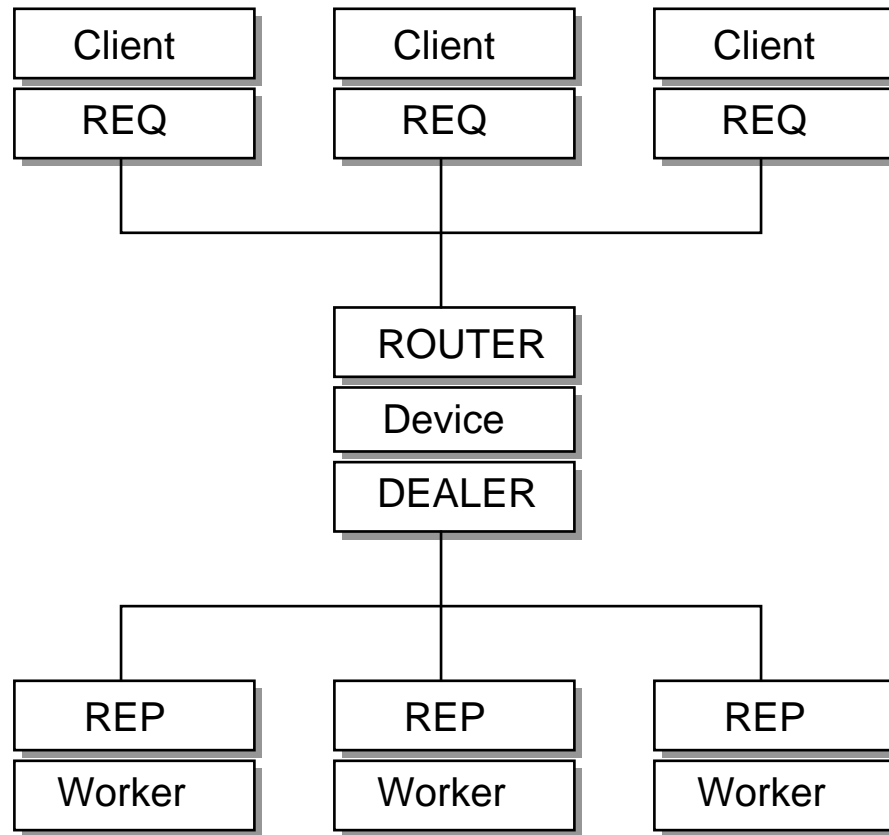 Client Client Client
REQ REQ REQ
ROUTER
Device
DEALER
REP REP REP
Worker Worker Worker